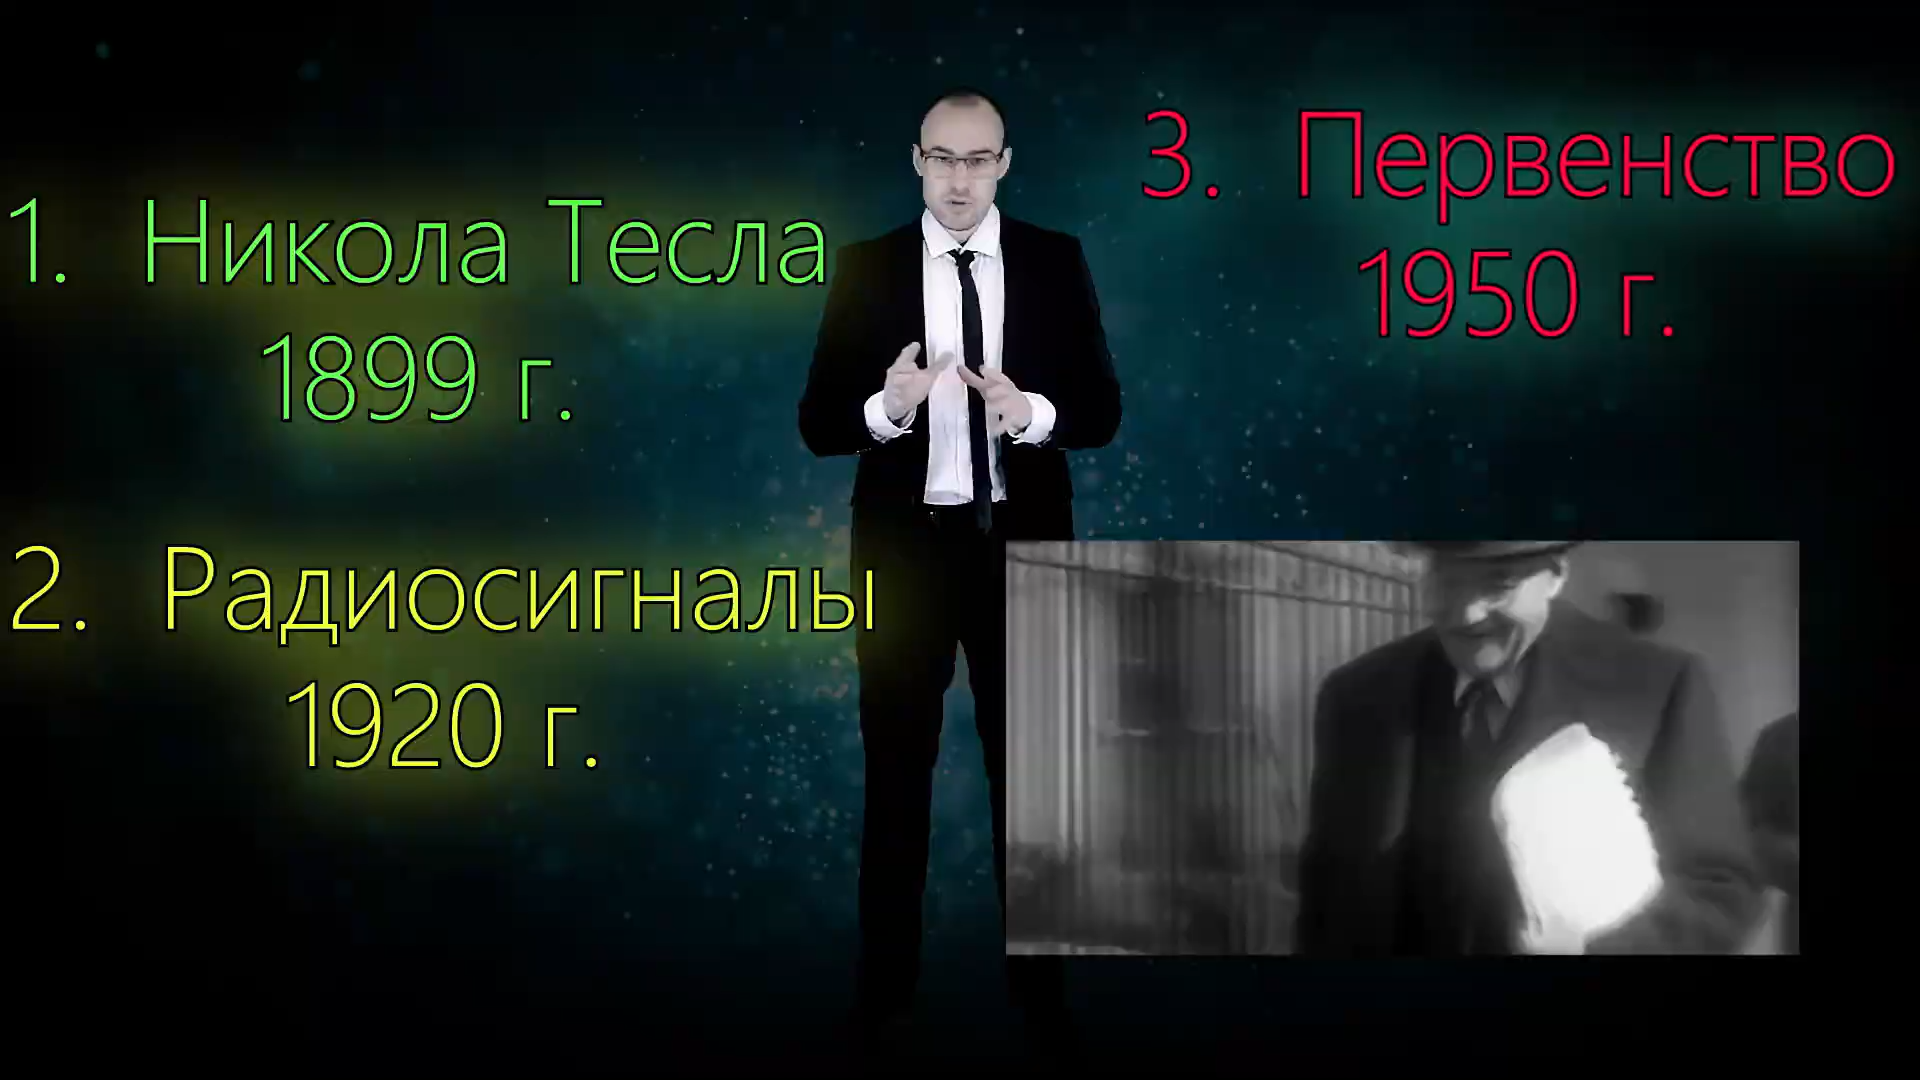 1. Никола Тесла
1899 г.
2. Радиосигналы
1920 г.
3. Первенство
1950 г.